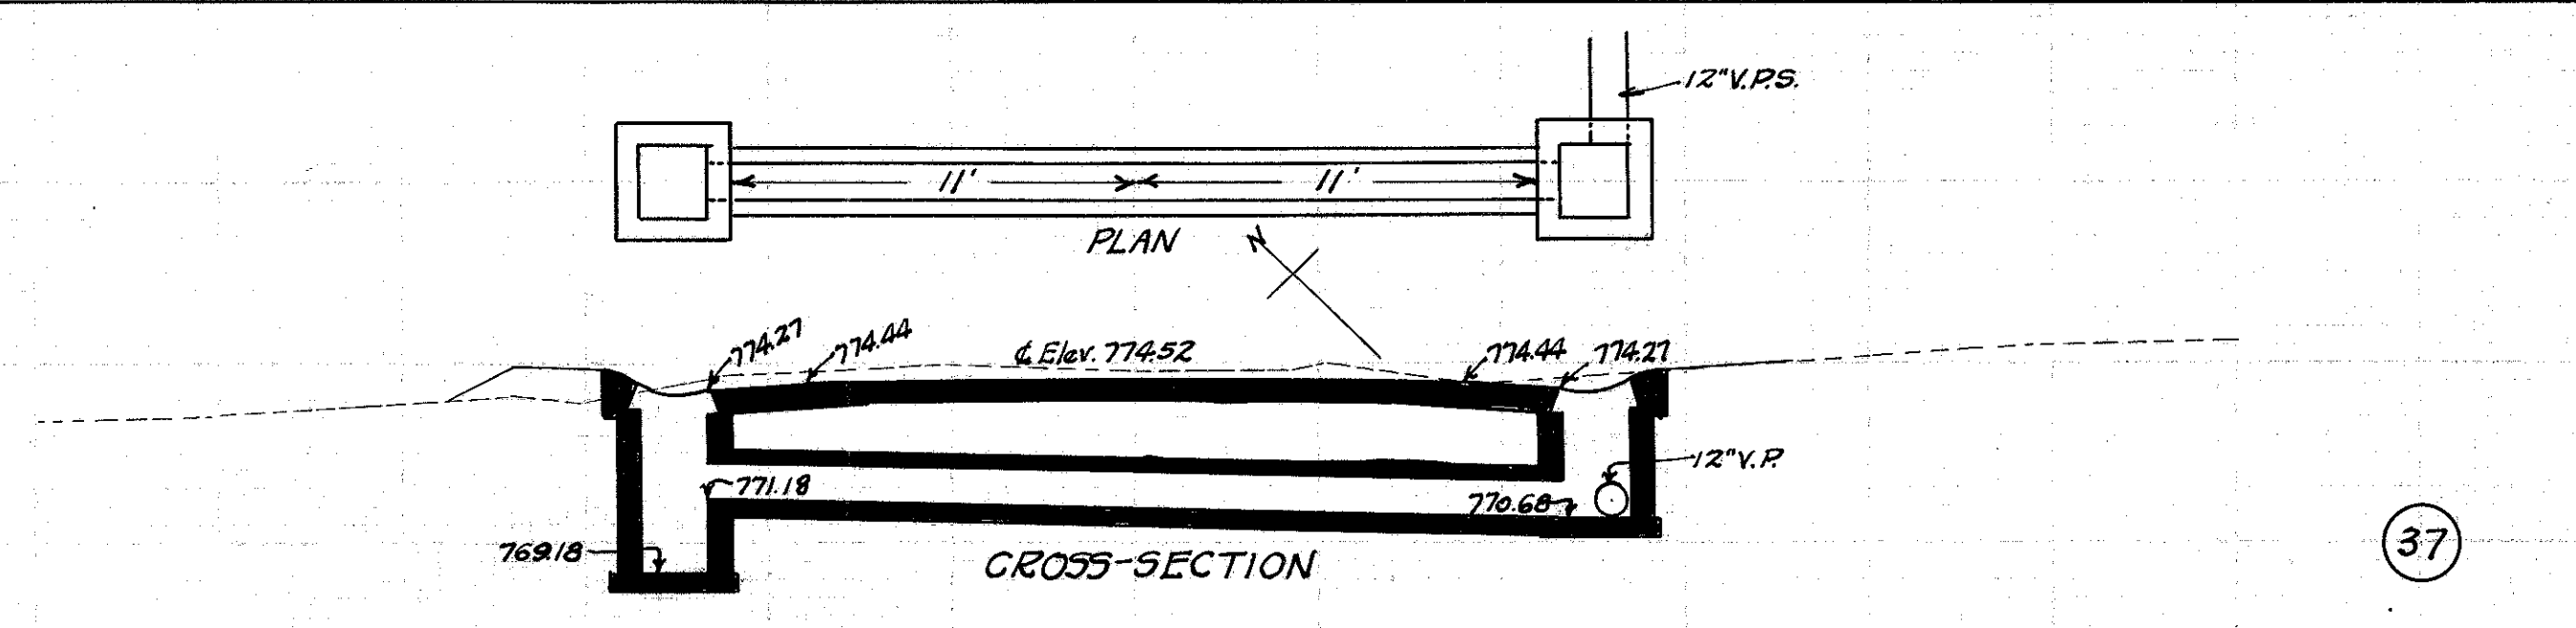 12"V.P.S.
11' 11'
PLAN
N
774.27 774.44 ℄ Elev. 774.52 774.44 774.27
12"V.P.
771.18 770.68
769.18
CROSS-SECTION
37